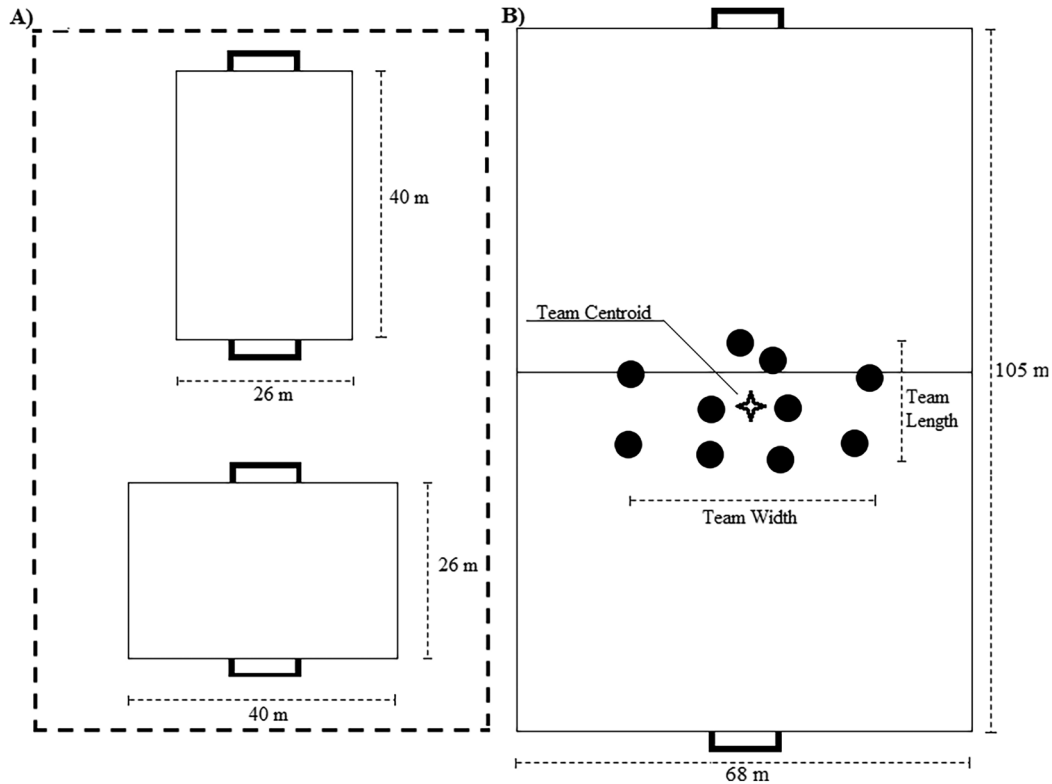 A)
40 m
26 m
26 m
40 m
B)
Team Centroid
Team
Length
Team Width
105 m
68 m